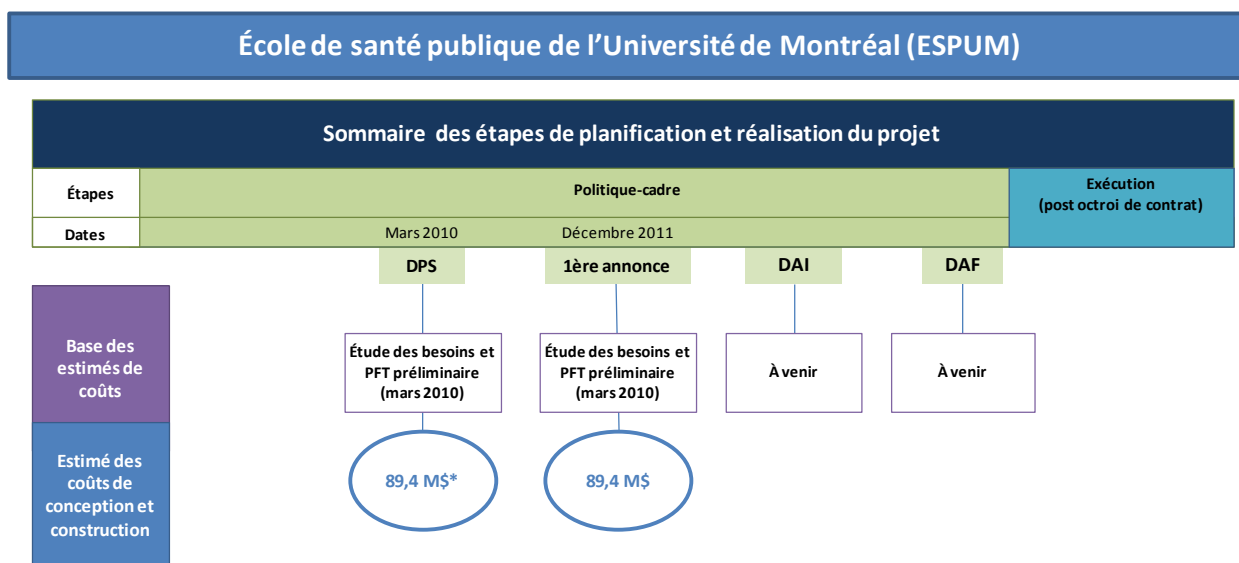 École de santé publique de l'Université de Montréal (ESPUM)
Sommaire des étapes de planification et réalisation du projet
Étapes
Politique-cadre
Exécution
(post octroi de contrat)
Dates
Mars 2010
Décembre 2011
DPS
1ère annonce
DAI
DAF
Base des
estimés de
coûts
Étude des besoins et
PFT préliminaire
(mars 2010)
Étude des besoins et
PFT préliminaire
(mars 2010)
À venir
À venir
Estimé des
coûts de
conception et
construction
89,4 M$*
89,4 M$